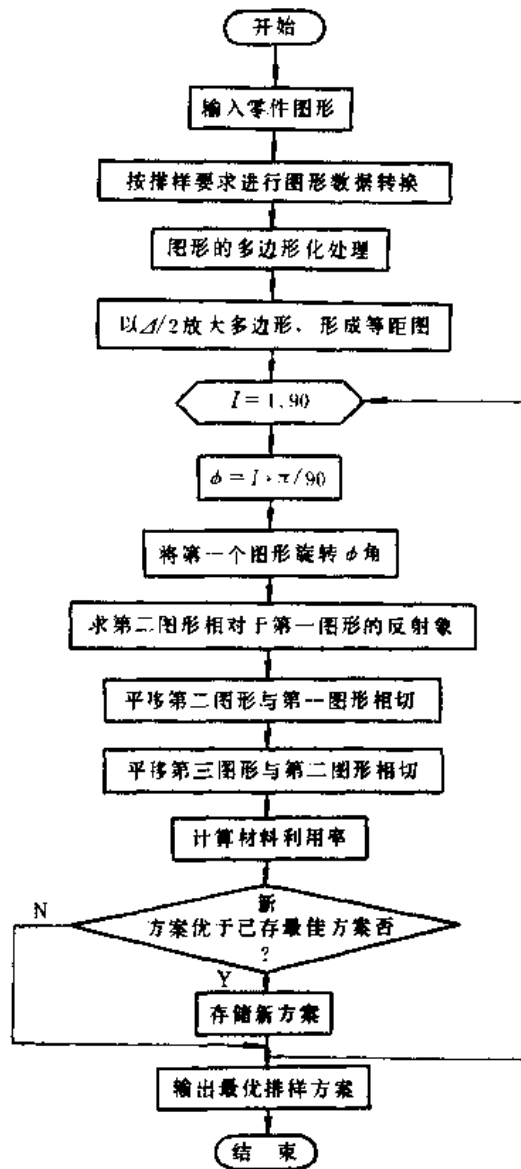 开始
输入零件图形
按排样要求进行图形数据转换
图形的多边形化处理
以Δ/2放大多边形、形成等距图
I=1,90
ϕ=I·π/90
将第一个图形旋转ϕ角
求第二图形相对于第一图形的反射象
平移第二图形与第一图形相切
平移第三图形与第二图形相切
计算材料利用率
新
N
方案优于已存最佳方案否
?
Y
存储新方案
输出最优排样方案
结束